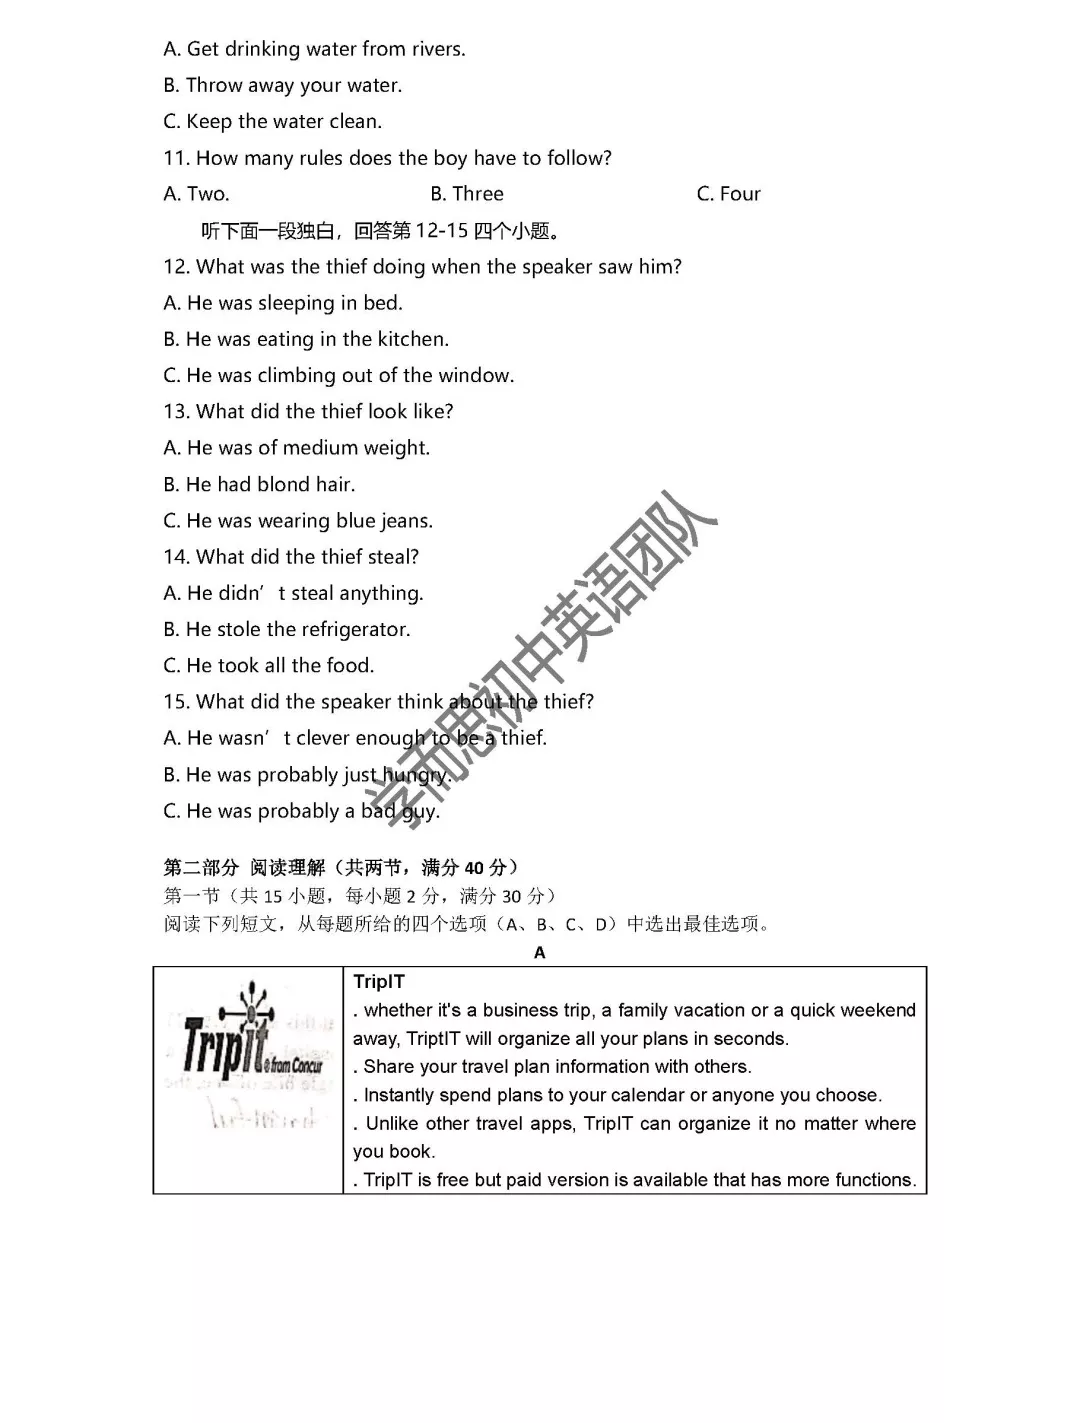 A. Get drinking water from rivers.
B. Throw away your water.
C. Keep the water clean.
11. How many rules does the boy have to follow?
A. Two. B. Three C. Four
听下面一段独白，回答第 12-15 四个小题。
12. What was the thief doing when the speaker saw him?
A. He was sleeping in bed.
B. He was eating in the kitchen.
C. He was climbing out of the window.
13. What did the thief look like?
A. He was of medium weight.
B. He had blond hair.
C. He was wearing blue jeans.
14. What did the thief steal?
A. He didn’t steal anything.
B. He stole the refrigerator.
C. He took all the food.
15. What did the speaker think about the thief?
A. He wasn’t clever enough to be a thief.
B. He was probably just hungry.
C. He was probably a bad guy.
学而思初中英语团队
第二部分 阅读理解（共两节，满分 40 分）
第一节（共 15 小题，每小题 2 分，满分 30 分）
阅读下列短文，从每题所给的四个选项（A、B、C、D）中选出最佳选项。
A
TripIt
from Concur
TripIT
. whether it's a business trip, a family vacation or a quick weekend
away, TriptIT will organize all your plans in seconds.
. Share your travel plan information with others.
. Instantly spend plans to your calendar or anyone you choose.
. Unlike other travel apps, TripIT can organize it no matter where
you book.
. TripIT is free but paid version is available that has more functions.